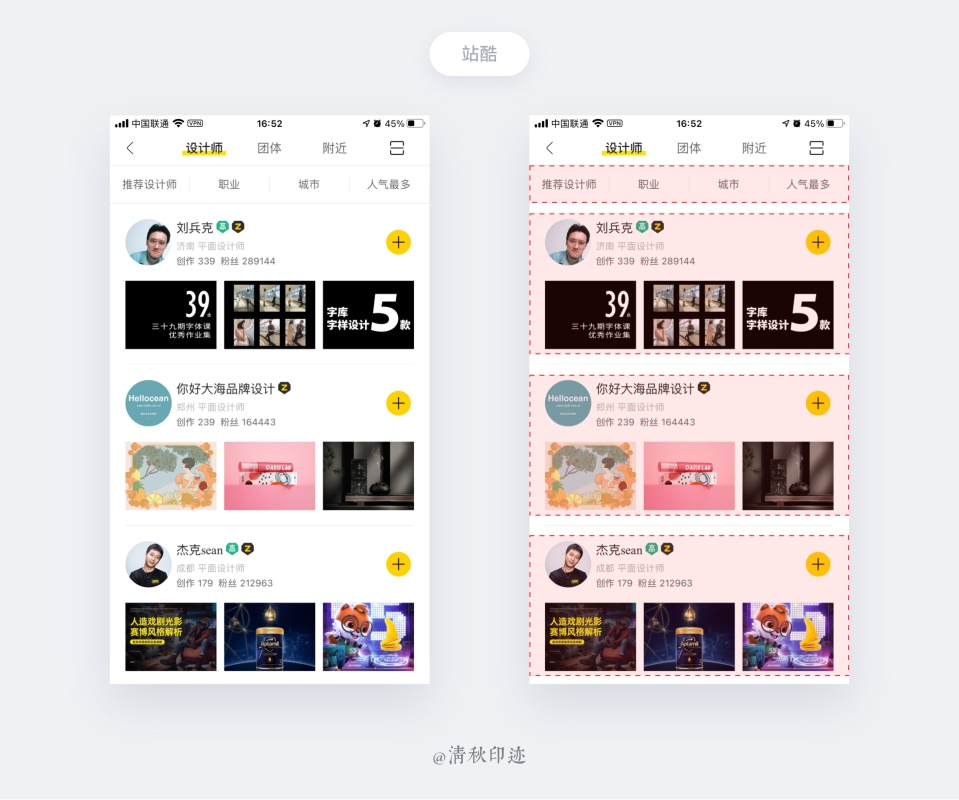 站酷
中国联通 VPN 16:52 45%
设计师 团体 附近
推荐设计师 职业 城市 人气最多
刘兵克
济南 平面设计师
创作 339 粉丝 289144
39
三十九期字体课
优秀作业集
字库
字样设计5款
你好大海品牌设计
Hellocean
郑州 平面设计师
创作 239 粉丝 164443
OASIS LAB
杰克sean
成都 平面设计师
创作 179 粉丝 212963
人造戏剧光影
赛博风格解析
Aptamil
中国联通 VPN 16:52 45%
设计师 团体 附近
推荐设计师 职业 城市 人气最多
刘兵克
济南 平面设计师
创作 339 粉丝 289144
39
三十九期字体课
优秀作业集
字库
字样设计5款
你好大海品牌设计
Hellocean
郑州 平面设计师
创作 239 粉丝 164443
OASIS LAB
杰克sean
成都 平面设计师
创作 179 粉丝 212963
人造戏剧光影
赛博风格解析
Aptamil
@清秋印迹